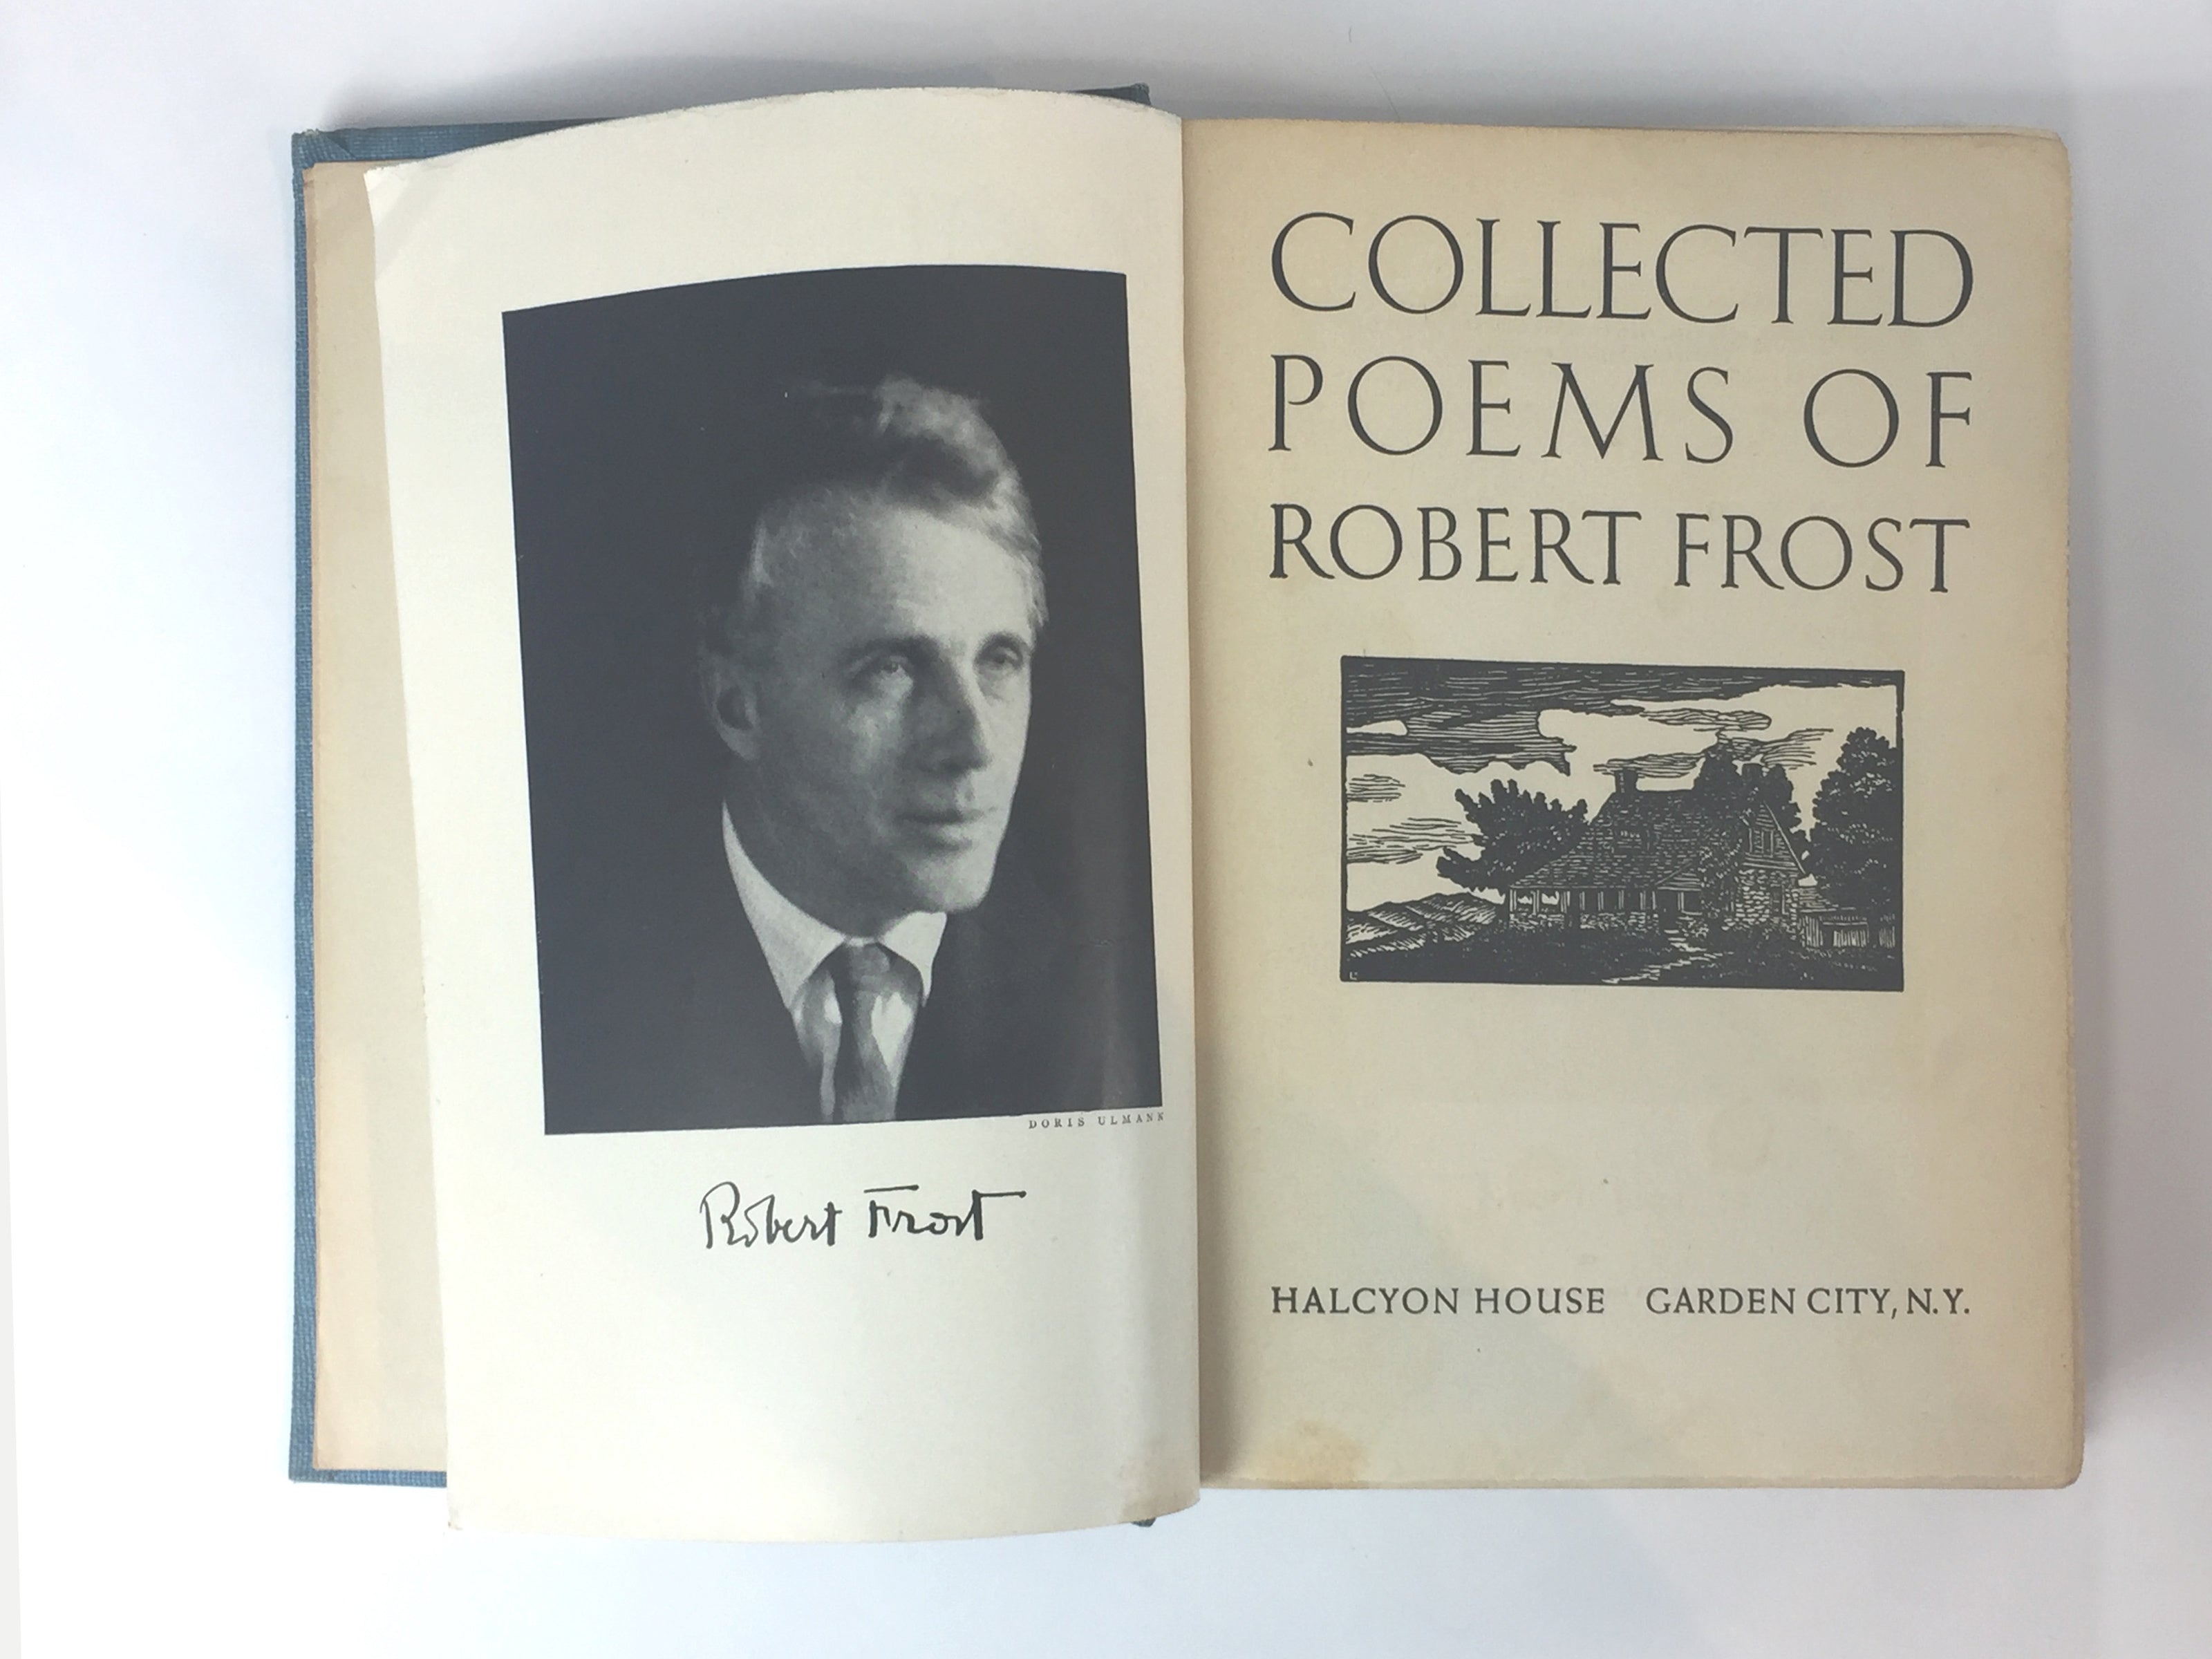 DORIS ULMANN
Robert Frost
COLLECTED
POEMS OF
ROBERT FROST
HALCYON HOUSE GARDEN CITY, N.Y.